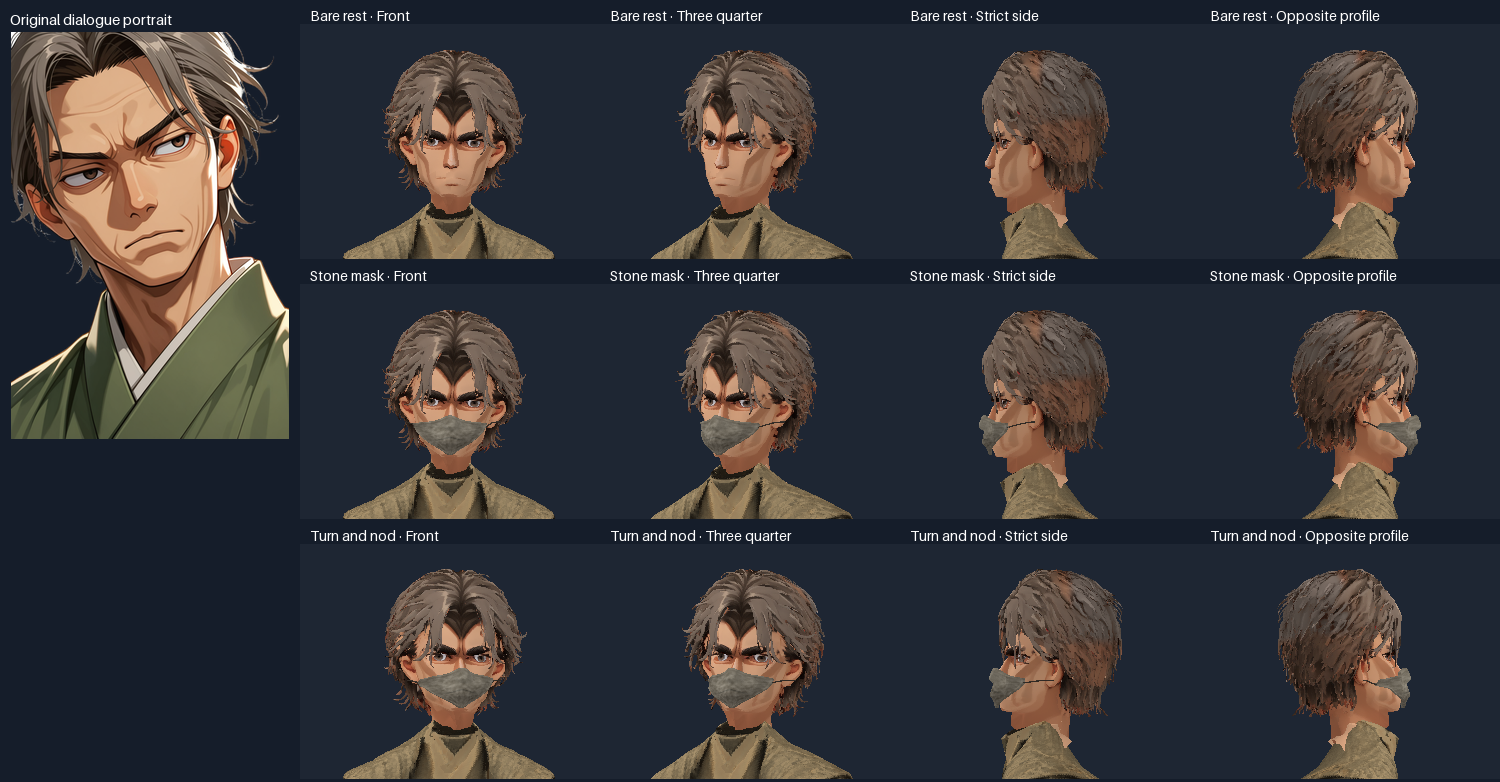 Original dialogue portrait
Bare rest · Front
Bare rest · Three quarter
Bare rest · Strict side
Bare rest · Opposite profile
Stone mask · Front
Stone mask · Three quarter
Stone mask · Strict side
Stone mask · Opposite profile
Turn and nod · Front
Turn and nod · Three quarter
Turn and nod · Strict side
Turn and nod · Opposite profile